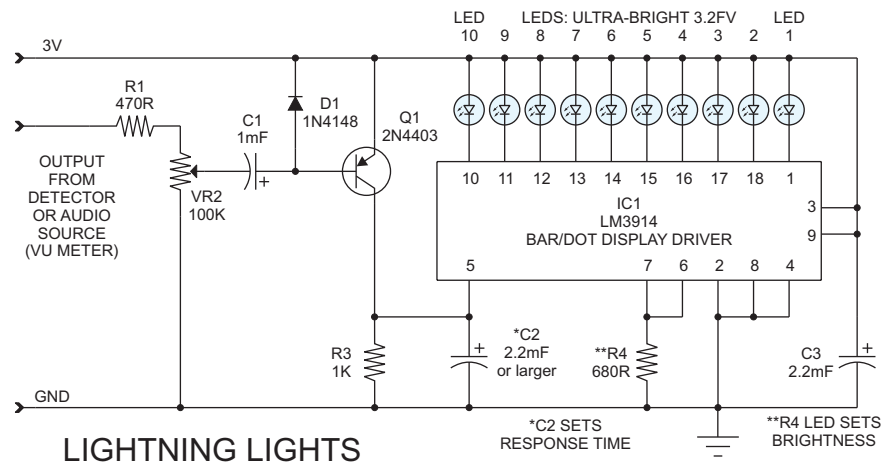 LED LEDS: ULTRA-BRIGHT 3.2FV LED
10 9 8 7 6 5 4 3 2 1
3V
R1
470R
C1
1mF
D1
1N4148
Q1
2N4403
OUTPUT
FROM
DETECTOR
OR AUDIO
SOURCE
(VU METER)
VR2
100K
+
10 11 12 13 14 15 16 17 18 1
IC1
LM3914
BAR/DOT DISPLAY DRIVER
3
9
5 7 6 2 8 4
R3
1K
*C2
2.2mF
or larger
+
**R4
680R
C3
2.2mF
+
GND
*C2 SETS
RESPONSE TIME
**R4 LED SETS
BRIGHTNESS
LIGHTNING LIGHTS